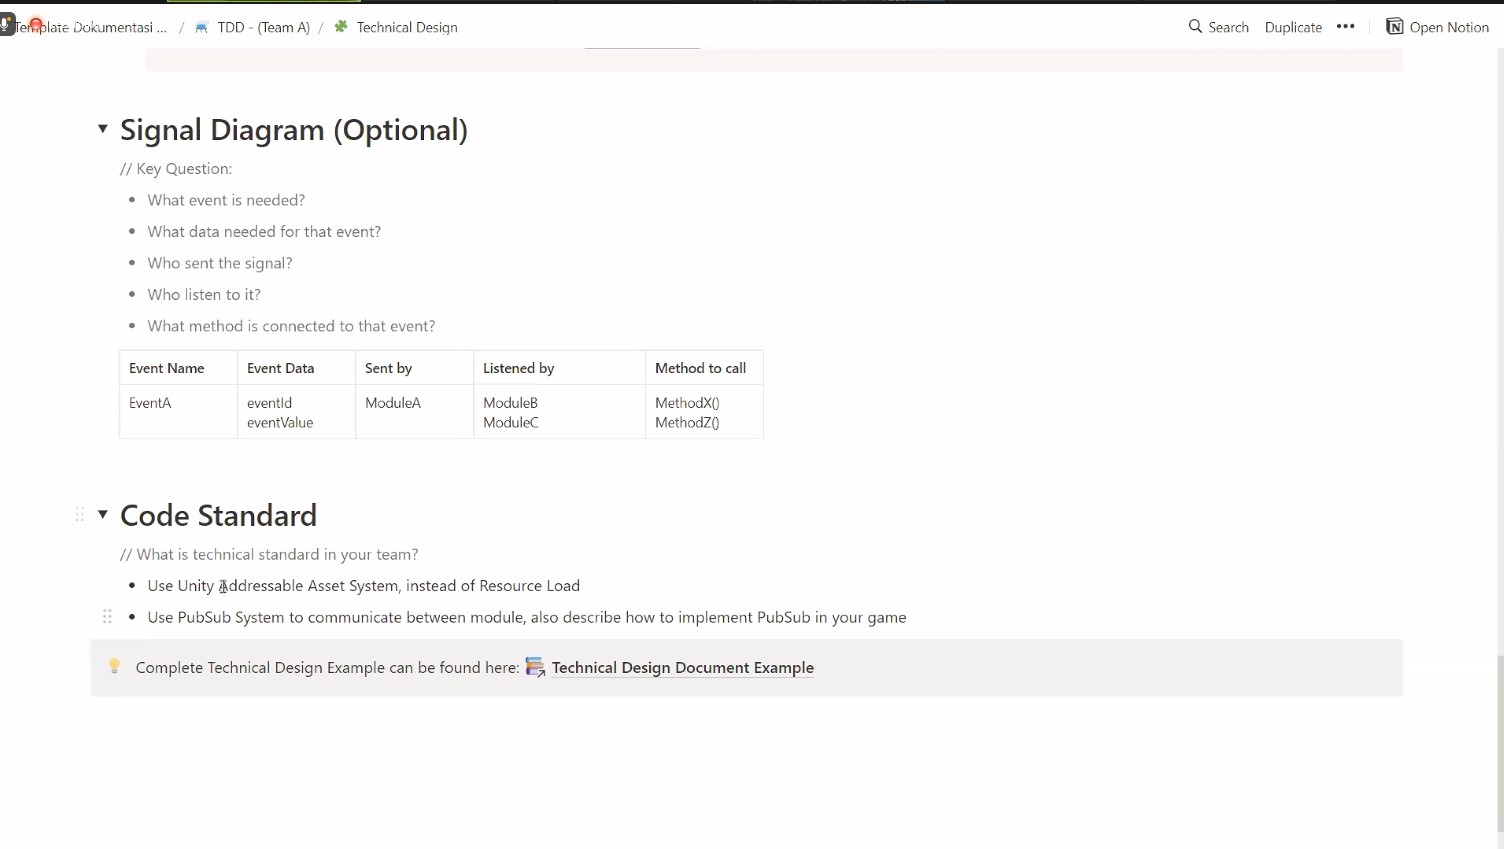 Template Dokumentasi ... / TDD - (Team A) / Technical Design
Search Duplicate ••• Open Notion
Signal Diagram (Optional)
// Key Question:
• What event is needed?
• What data needed for that event?
• Who sent the signal?
• Who listen to it?
• What method is connected to that event?
Event Name Event Data Sent by Listened by Method to call
EventA eventId ModuleA ModuleB MethodX()
eventValue ModuleC MethodZ()
Code Standard
// What is technical standard in your team?
• Use Unity Addressable Asset System, instead of Resource Load
• Use PubSub System to communicate between module, also describe how to implement PubSub in your game
Complete Technical Design Example can be found here: Technical Design Document Example